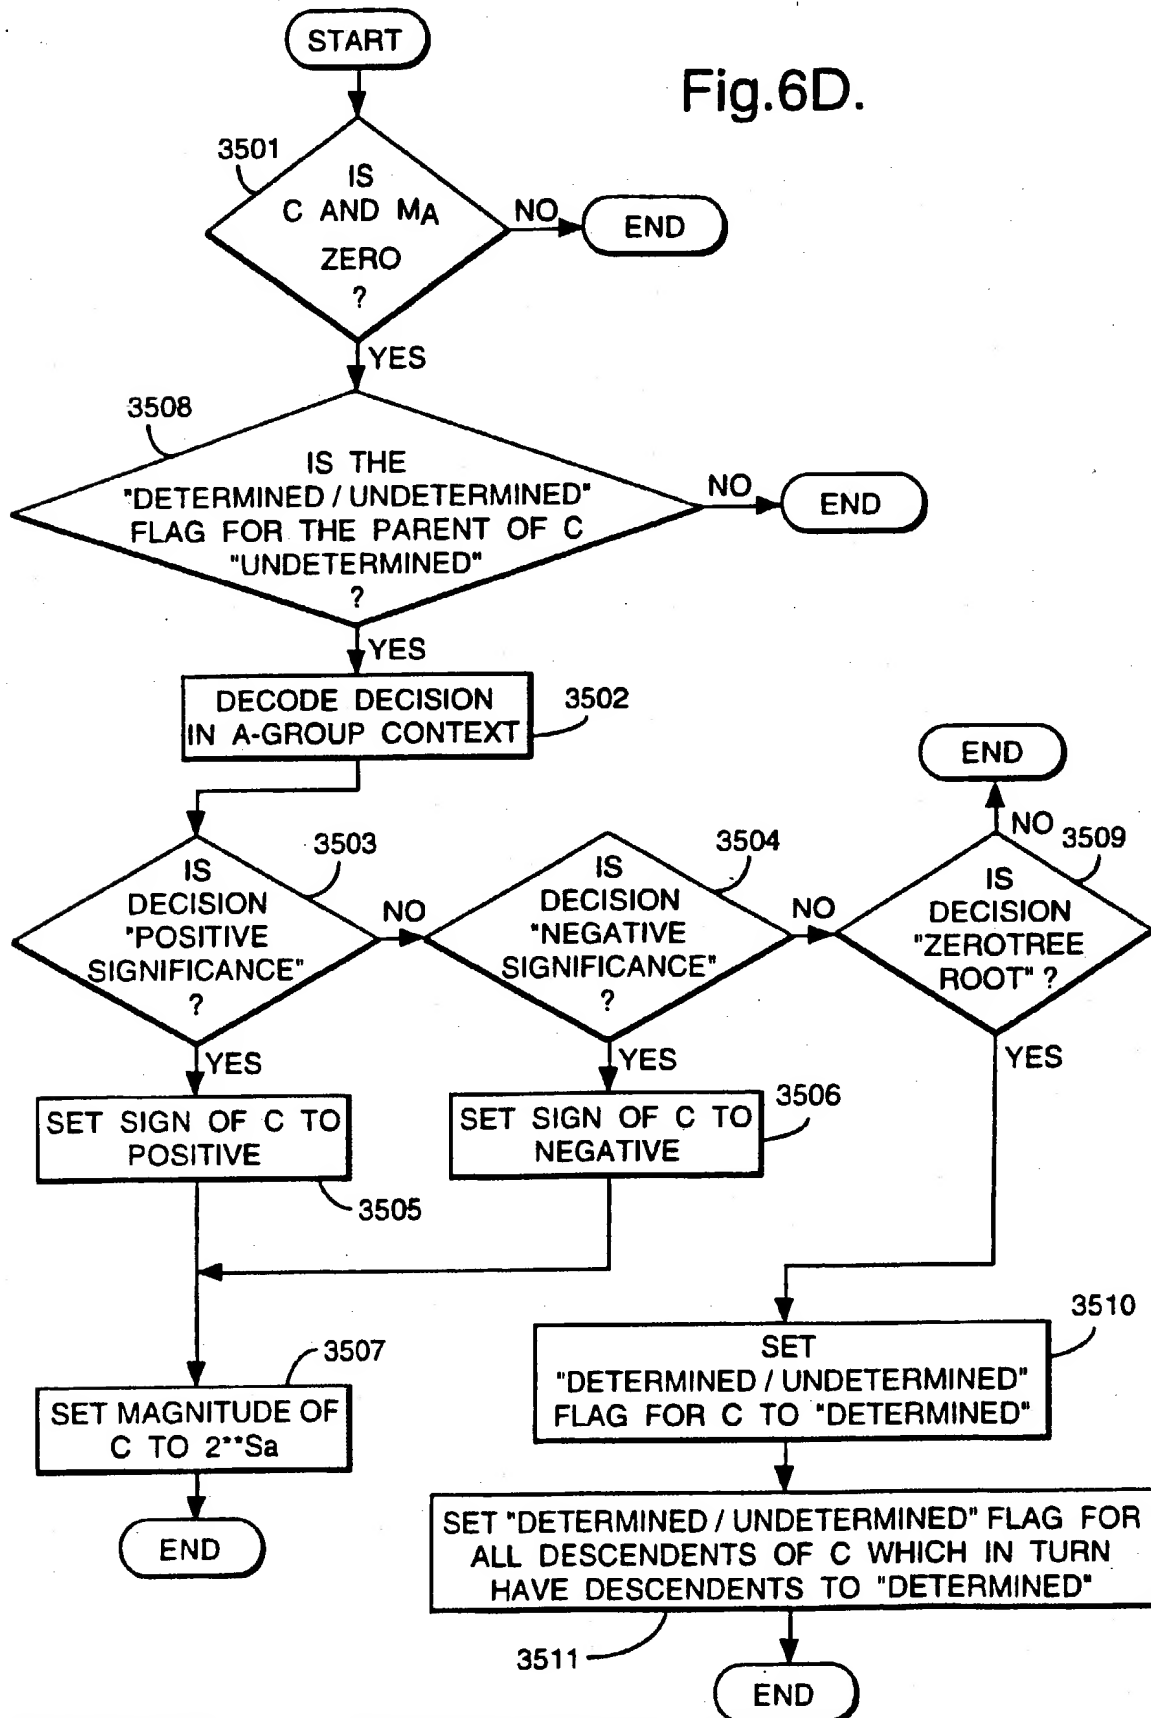 START
Fig.6D.
3501
IS
C AND MA
ZERO
?
NO
END
YES
3508
IS THE
"DETERMINED / UNDETERMINED"
FLAG FOR THE PARENT OF C
"UNDETERMINED"
?
NO
END
YES
DECODE DECISION
IN A-GROUP CONTEXT
3502
END
NO
3503
IS
DECISION
"POSITIVE
SIGNIFICANCE"
?
NO
3504
IS
DECISION
"NEGATIVE
SIGNIFICANCE"
?
NO
3509
IS
DECISION
"ZEROTREE
ROOT" ?
YES
YES
YES
SET SIGN OF C TO
POSITIVE
3505
SET SIGN OF C TO
NEGATIVE
3506
3507
SET MAGNITUDE OF
C TO 2**Sa
END
3510
SET
"DETERMINED / UNDETERMINED"
FLAG FOR C TO "DETERMINED"
SET "DETERMINED / UNDETERMINED" FLAG FOR
ALL DESCENDENTS OF C WHICH IN TURN
HAVE DESCENDENTS TO "DETERMINED"
3511
END